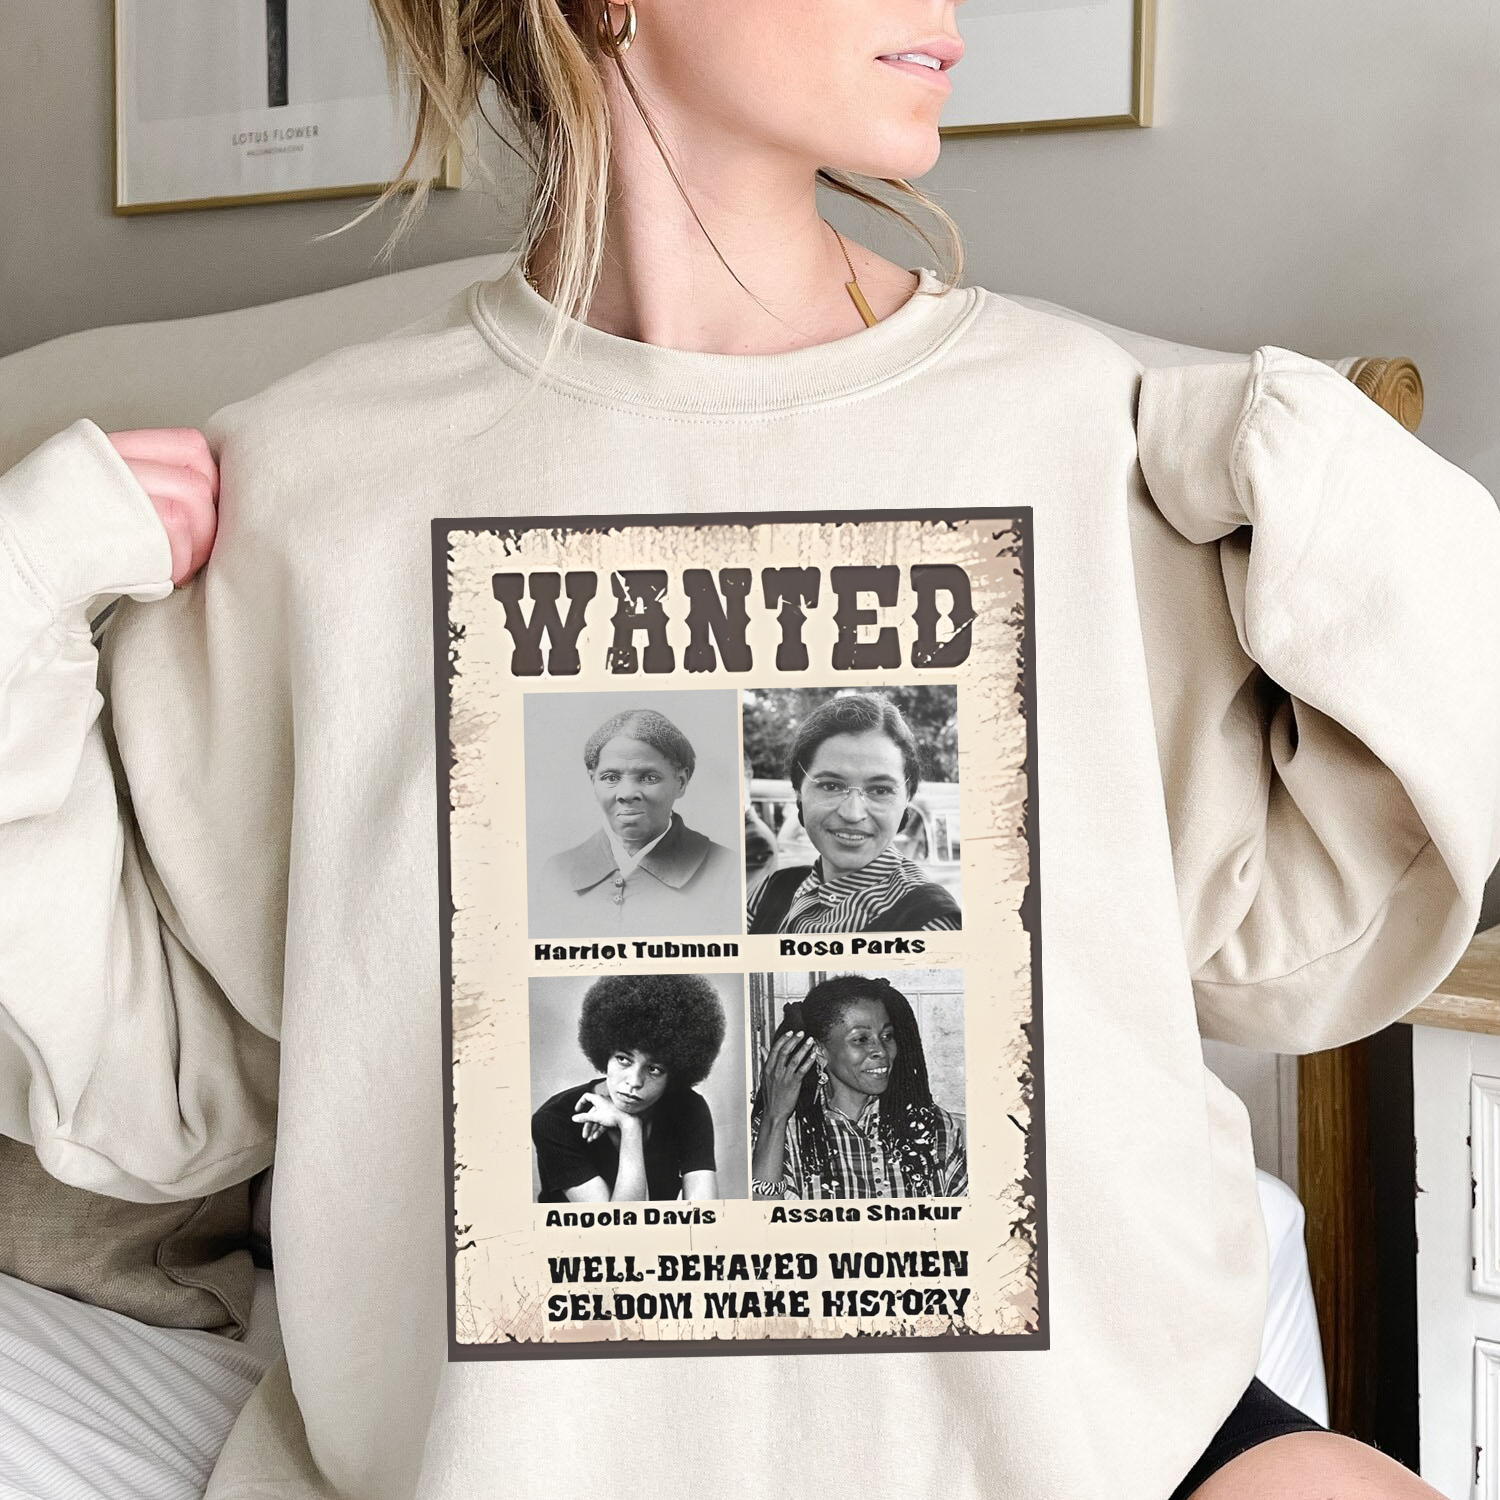 LOTUS FLOWER
WANTED
Harriet Tubman
Rosa Parks
Angela Davis
Assata Shakur
WELL-BEHAVED WOMEN
SELDOM MAKE HISTORY